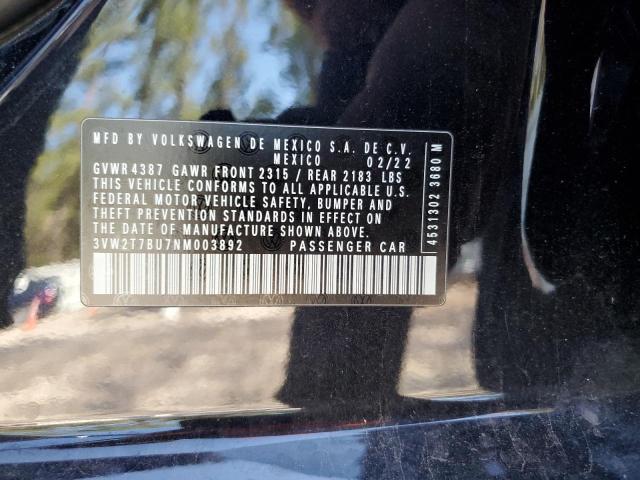 MFD BY VOLKSWAGEN DE MEXICO S.A. DE C.V.
MEXICO 02/22
GVWR 4387 GAWR FRONT 2315 / REAR 2183 LBS
THIS VEHICLE CONFORMS TO ALL APPLICABLE U.S.
FEDERAL MOTOR VEHICLE SAFETY, BUMPER AND
THEFT PREVENTION STANDARDS IN EFFECT ON
THE DATE OF MANUFACTURE SHOWN ABOVE.
3VW2T7BU7NM003892 PASSENGER CAR
4531302 3680 M